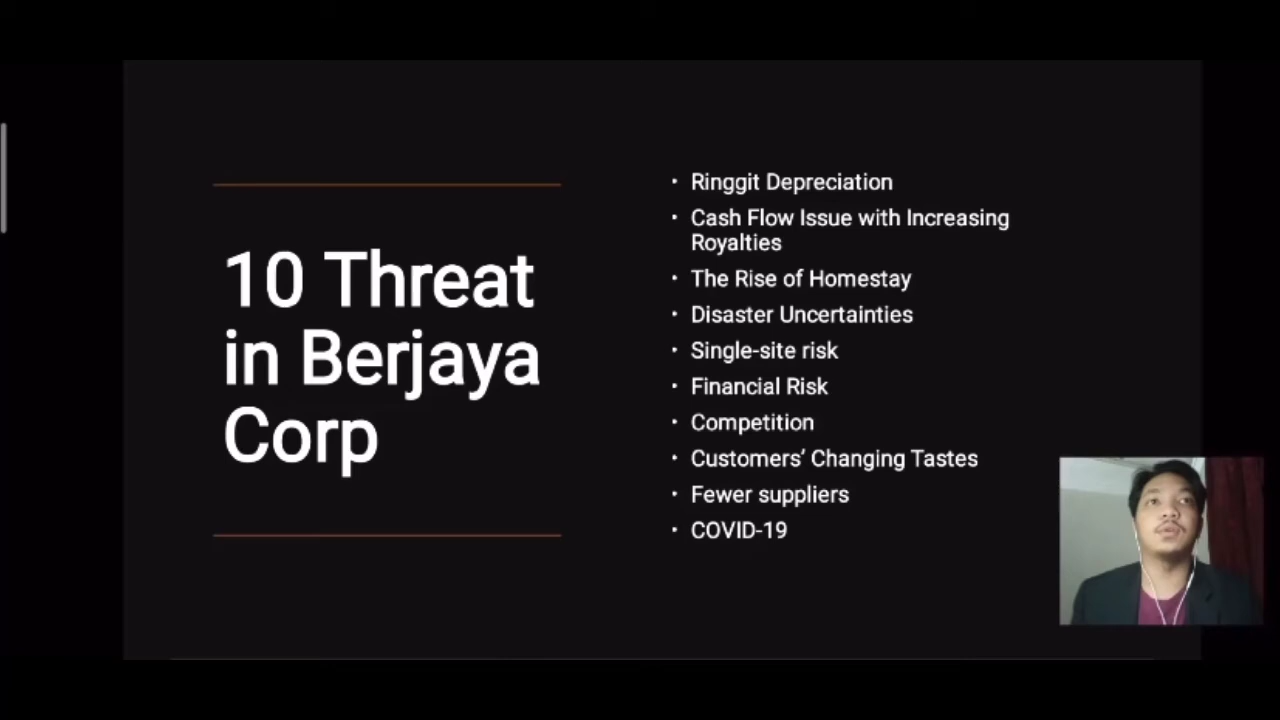 10 Threat
in Berjaya
Corp
• Ringgit Depreciation
• Cash Flow Issue with Increasing
Royalties
• The Rise of Homestay
• Disaster Uncertainties
• Single-site risk
• Financial Risk
• Competition
• Customers’ Changing Tastes
• Fewer suppliers
• COVID-19